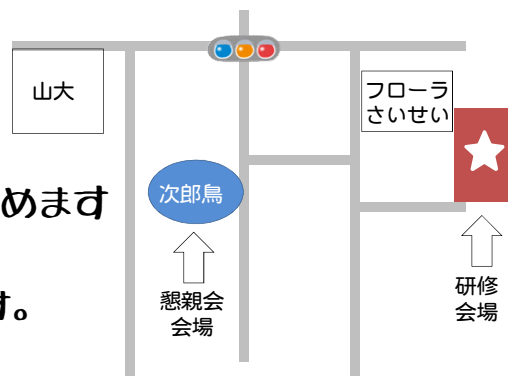 山大
フローラ
さいせい
次郎鳥
めます
懇親会
会場
研修
会場
す。